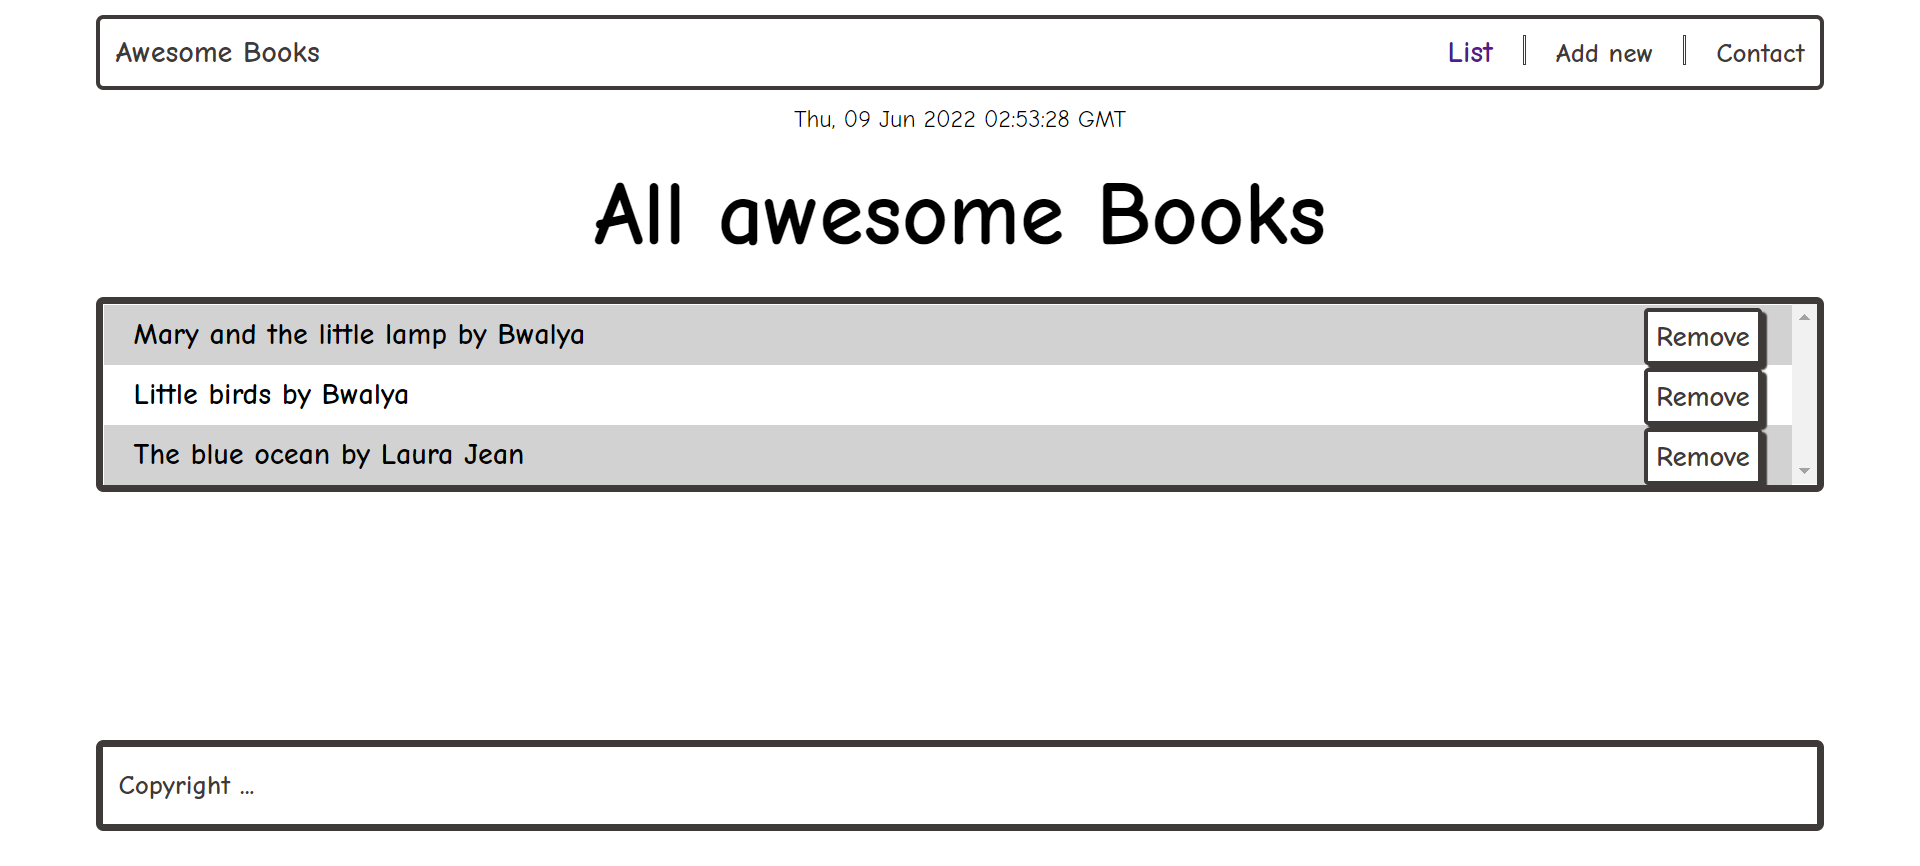 Awesome Books List Add new Contact
Thu, 09 Jun 2022 02:53:28 GMT
All awesome Books
Mary and the little lamp by Bwalya Remove
Little birds by Bwalya Remove
The blue ocean by Laura Jean Remove
Copyright ...